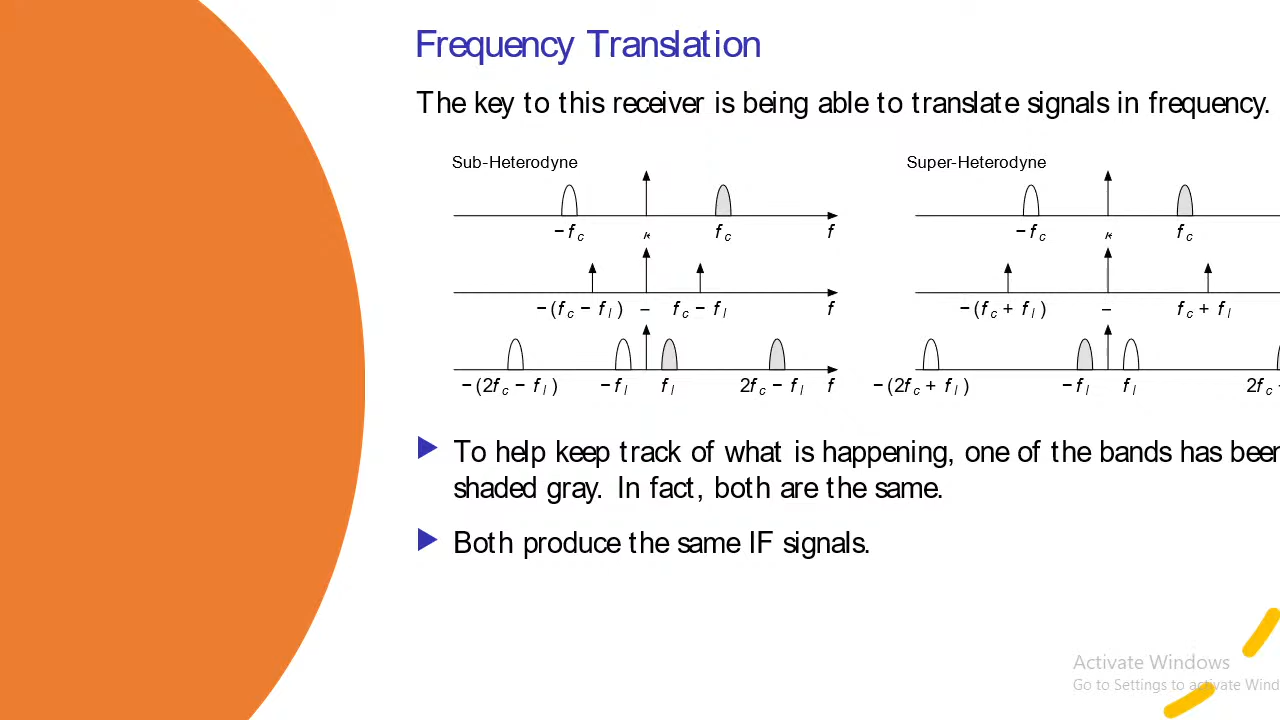 Frequency Translation
The key to this receiver is being able to translate signals in frequency.
Sub-Heterodyne
Super-Heterodyne
−f c
f c
f
−f c
f c
−(f c − f l )
−
f c − f l
f
−(f c + f l )
−
f c + f l
−(2f c − f l )
−f l
f l
2f c − f l
f
−(2f c + f l )
−f l
f l
2f c
To help keep track of what is happening, one of the bands has been
shaded gray. In fact, both are the same.
Both produce the same IF signals.
Activate Windows
Go to Settings to activate Wind